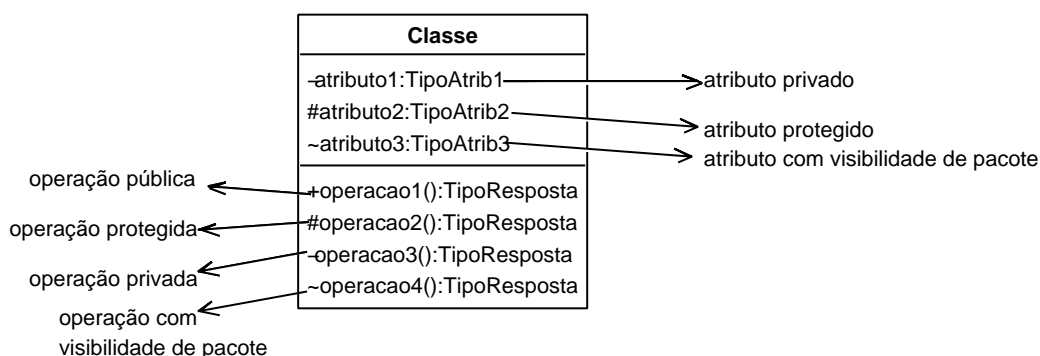 Classe
-atributo1:TipoAtrib1
atributo privado
#atributo2:TipoAtrib2
atributo protegido
~atributo3:TipoAtrib3
atributo com visibilidade de pacote
operação pública
+operacao1():TipoResposta
operação protegida
#operacao2():TipoResposta
operação privada
-operacao3():TipoResposta
~operacao4():TipoResposta
operação com
visibilidade de pacote